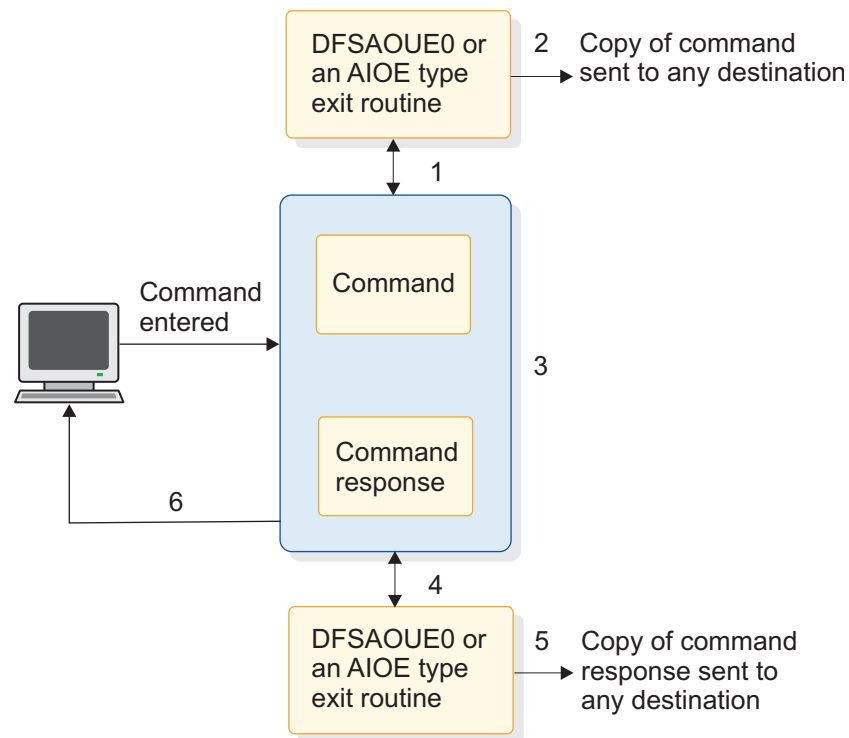 DFSAOUE0 or
an AIOE type
exit routine
2
Copy of command
sent to any destination
1
Command
entered
Command
3
Command
response
6
4
DFSAOUE0 or
an AIOE type
exit routine
5
Copy of command
response sent to
any destination